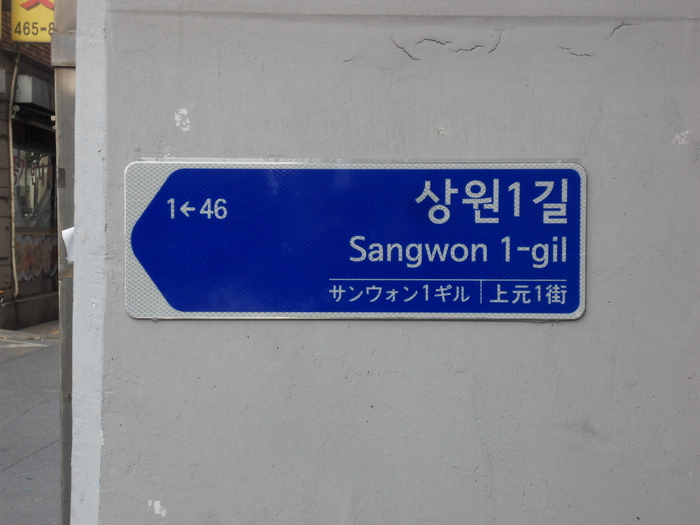 465-8
1←46
상원1길
Sangwon 1-gil
サンウォン1ギル | 上元1街